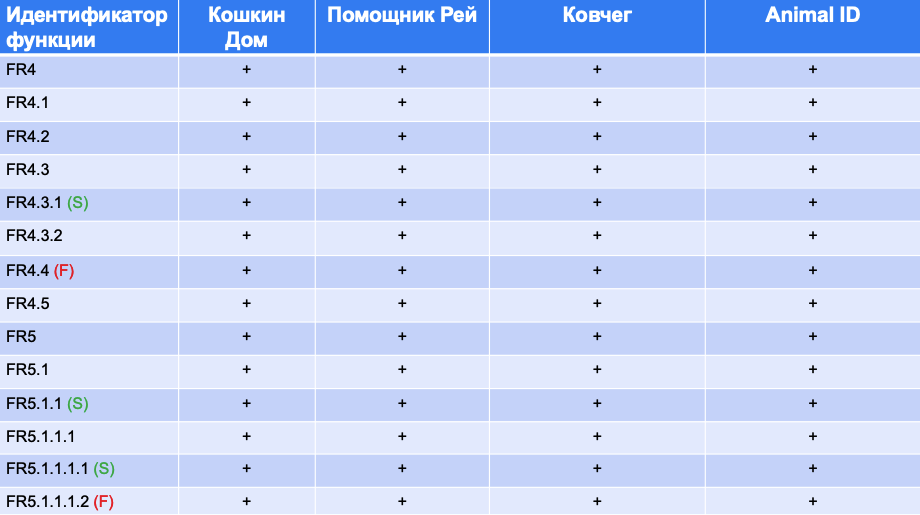 Идентификатор функции Кошкин Дом Помощник Рей Ковчег Animal ID
FR4 + + + +
FR4.1 + + + +
FR4.2 + + + +
FR4.3 + + + +
FR4.3.1 (S) + + + +
FR4.3.2 + + + +
FR4.4 (F) + + + +
FR4.5 + + + +
FR5 + + + +
FR5.1 + + + +
FR5.1.1 (S) + + + +
FR5.1.1.1 + + + +
FR5.1.1.1.1 (S) + + + +
FR5.1.1.1.2 (F) + + + +